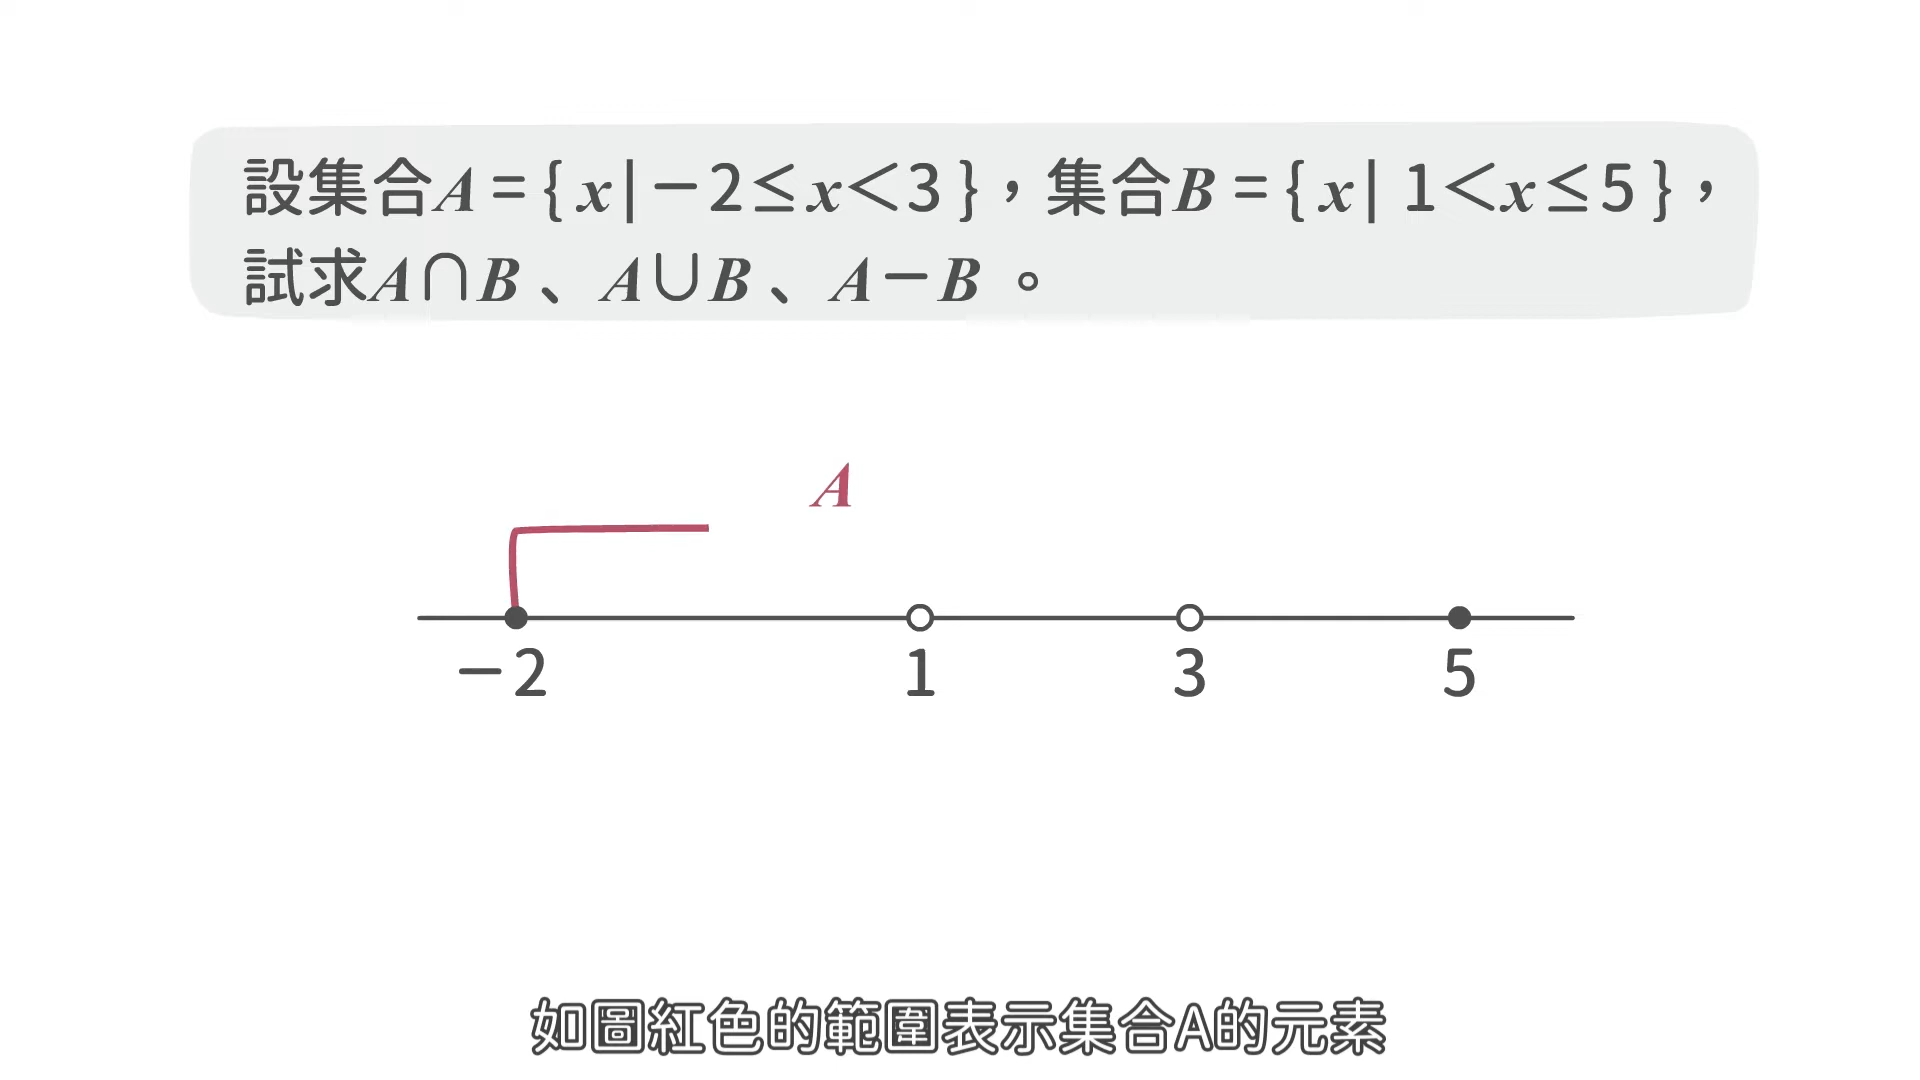 設集合A={x|−2≤x<3},集合B={x|1<x≤5},
試求A∩B、A∪B、A−B。
A
−2 1 3 5
如圖紅色的範圍表示集合A的元素